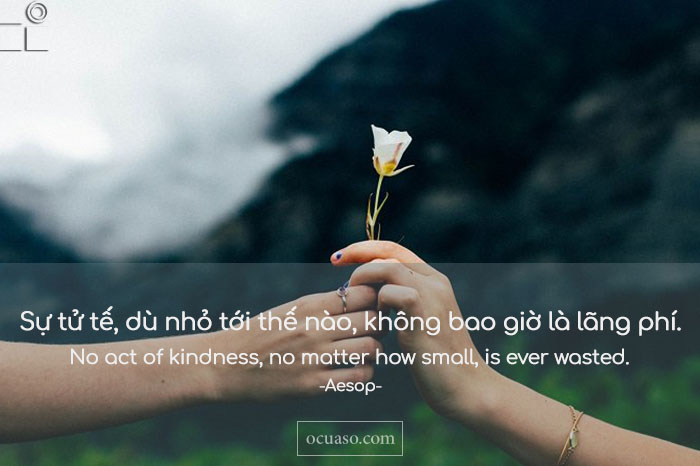 Sự tử tế, dù nhỏ tới thế nào, không bao giờ là lãng phí.
No act of kindness, no matter how small, is ever wasted.
-Aesop-
ocuaso.com